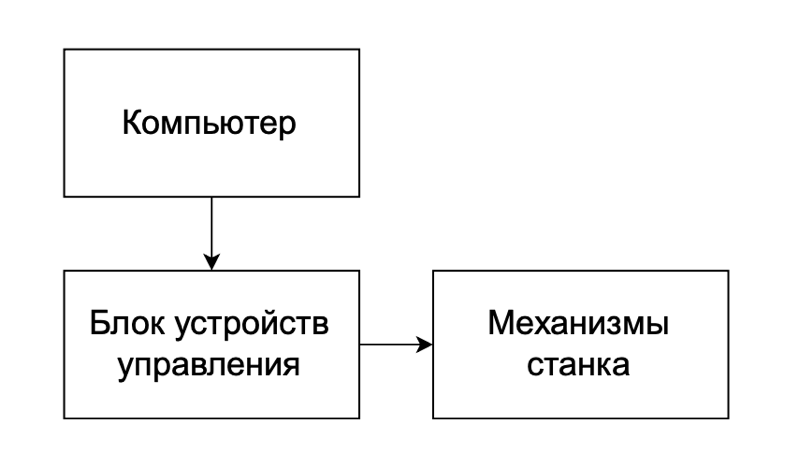 Компьютер
Блок устройств
управления
Механизмы
станка